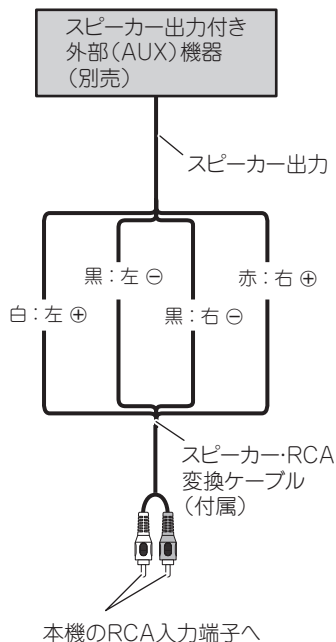 スピーカー出力付き
外部（AUX）機器
（別売）
スピーカー出力
黒：左 ⊖
赤：右 ⊕
白：左 ⊕
黒：右 ⊖
スピーカー・RCA
変換ケーブル
（付属）
本機のRCA入力端子へ